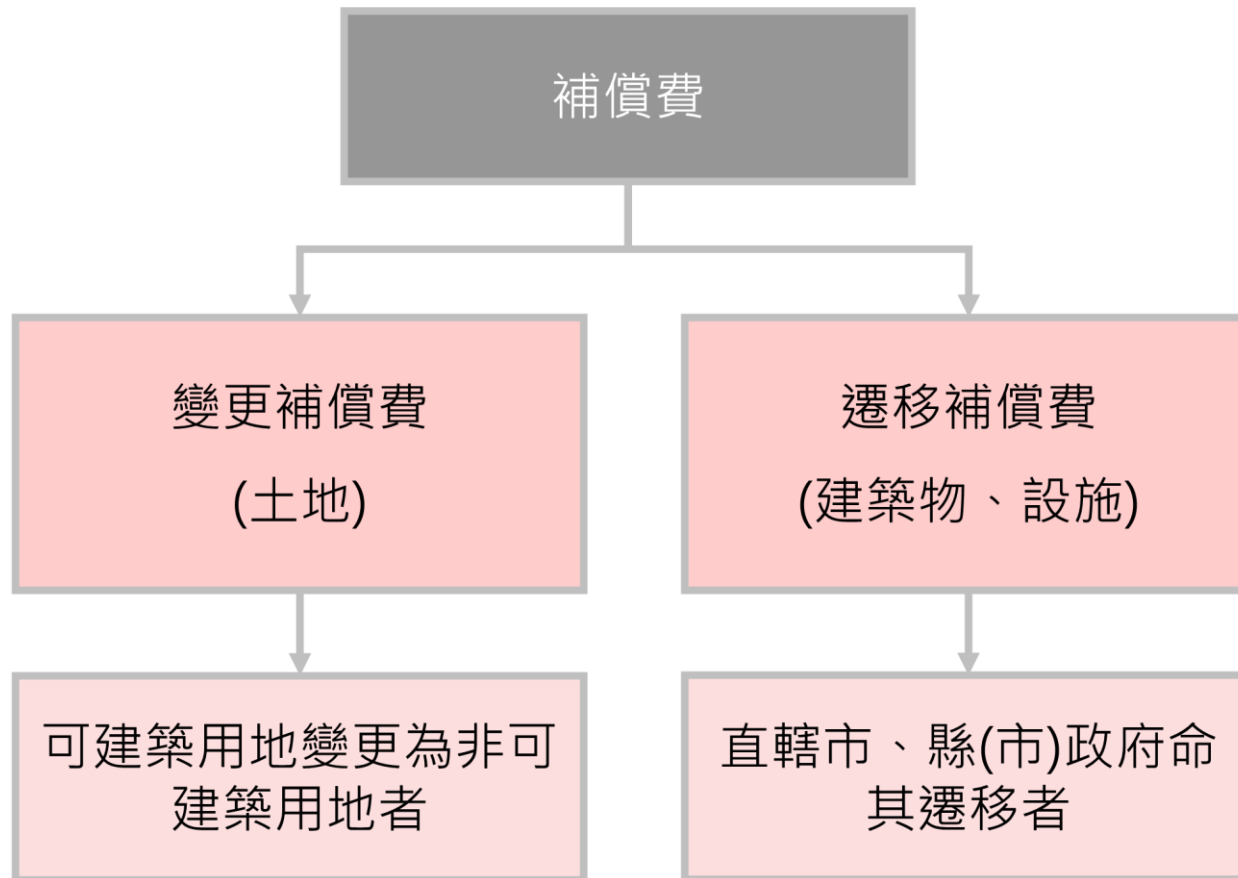 補償費
變更補償費
(土地)
遷移補償費
(建築物、設施)
可建築用地變更為非可
建築用地者
直轄市、縣(市)政府命
其遷移者